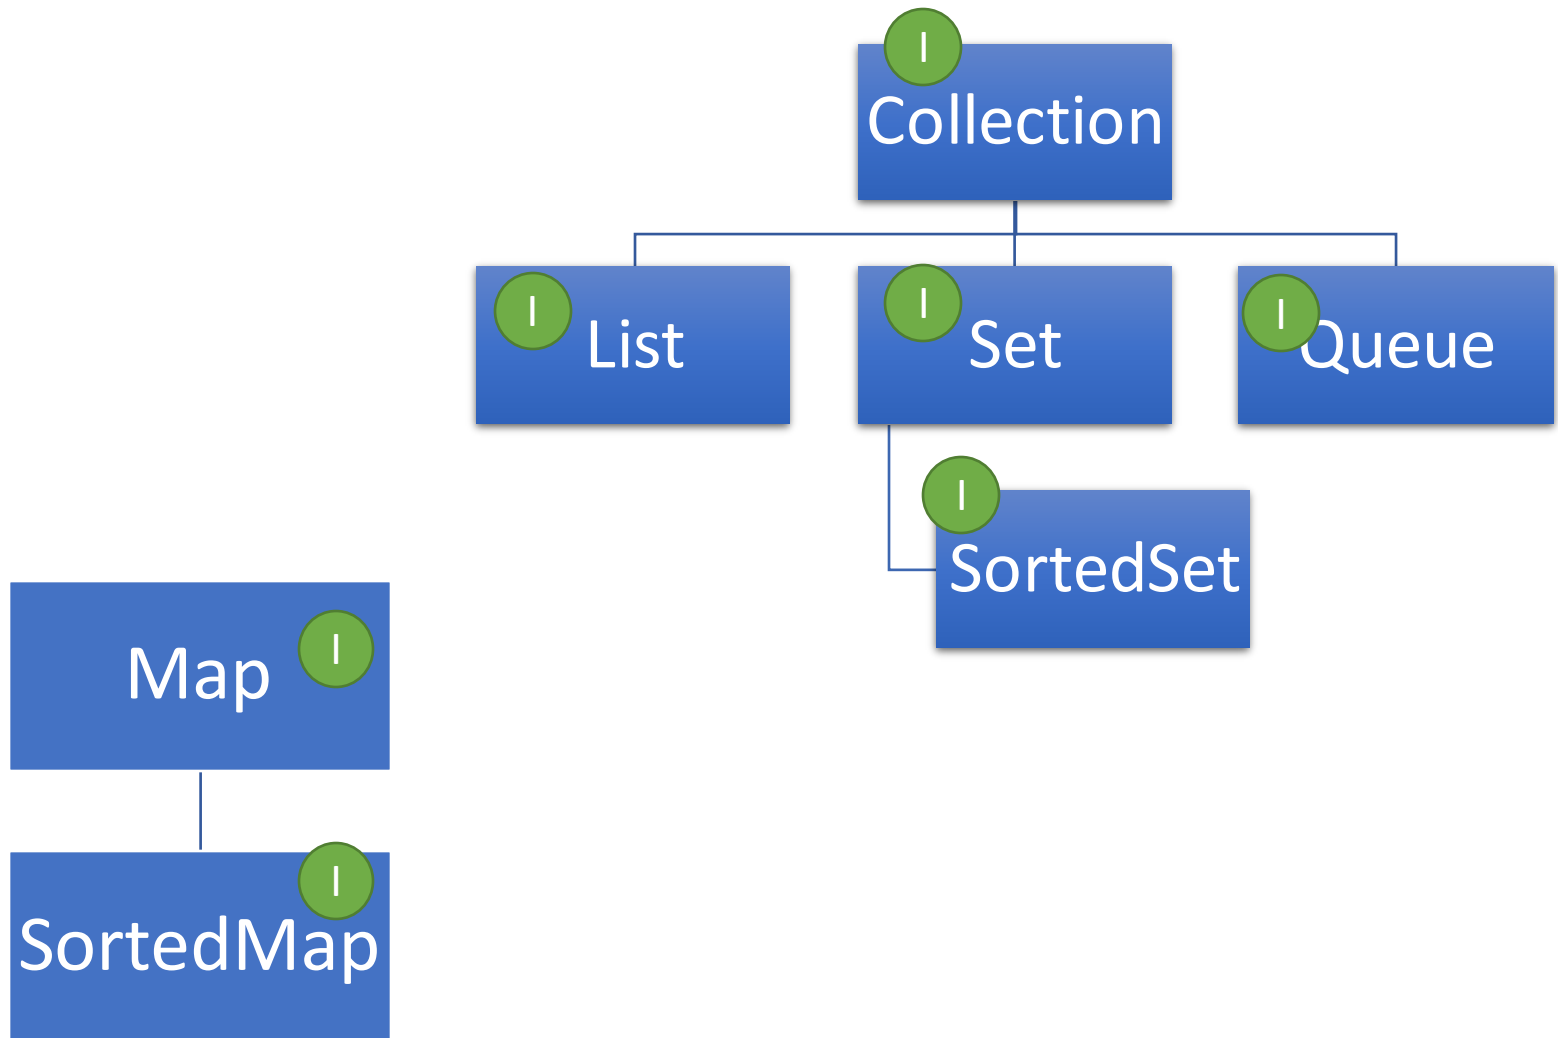 I
Collection
I
List
I
Set
I
Queue
I
SortedSet
Map
I
I
SortedMap